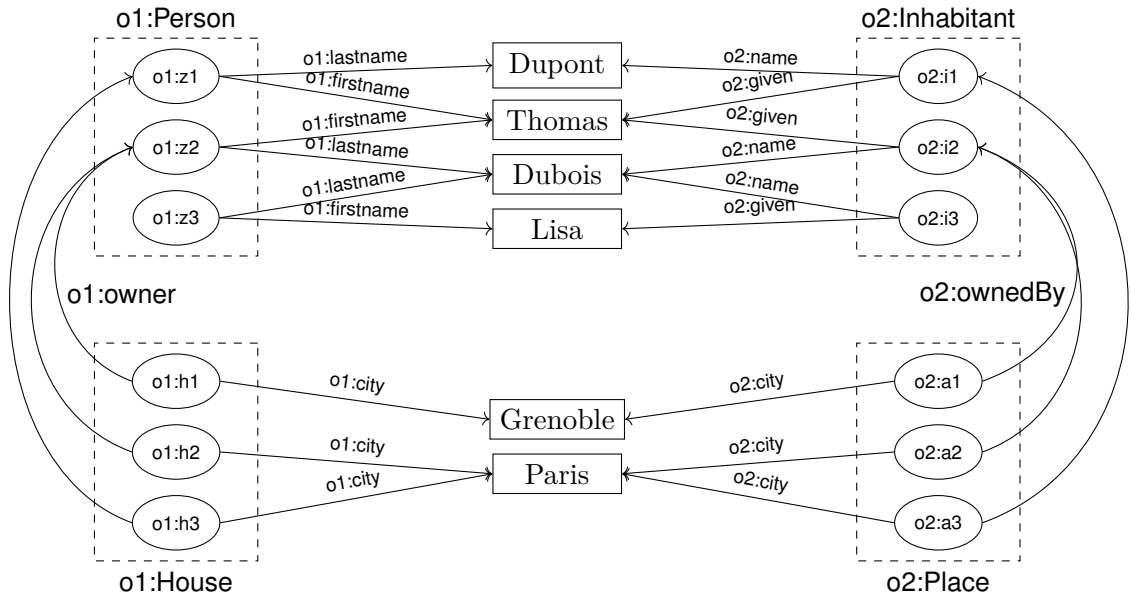 o1:Person
o2:Inhabitant
o1:z1
o1:lastname
Dupont
o2:name
o2:i1
o1:firstname
o2:given
Thomas
o1:z2
o1:firstname
o2:given
o2:i2
o1:lastname
Dubois
o2:name
o1:z3
o1:lastname
o2:name
o2:i3
o1:firstname
Lisa
o2:given
o1:owner
o2:ownedBy
o1:h1
o1:city
Grenoble
o2:city
o2:a1
o1:h2
o1:city
Paris
o2:city
o2:a2
o1:h3
o1:city
o2:city
o2:a3
o1:House
o2:Place